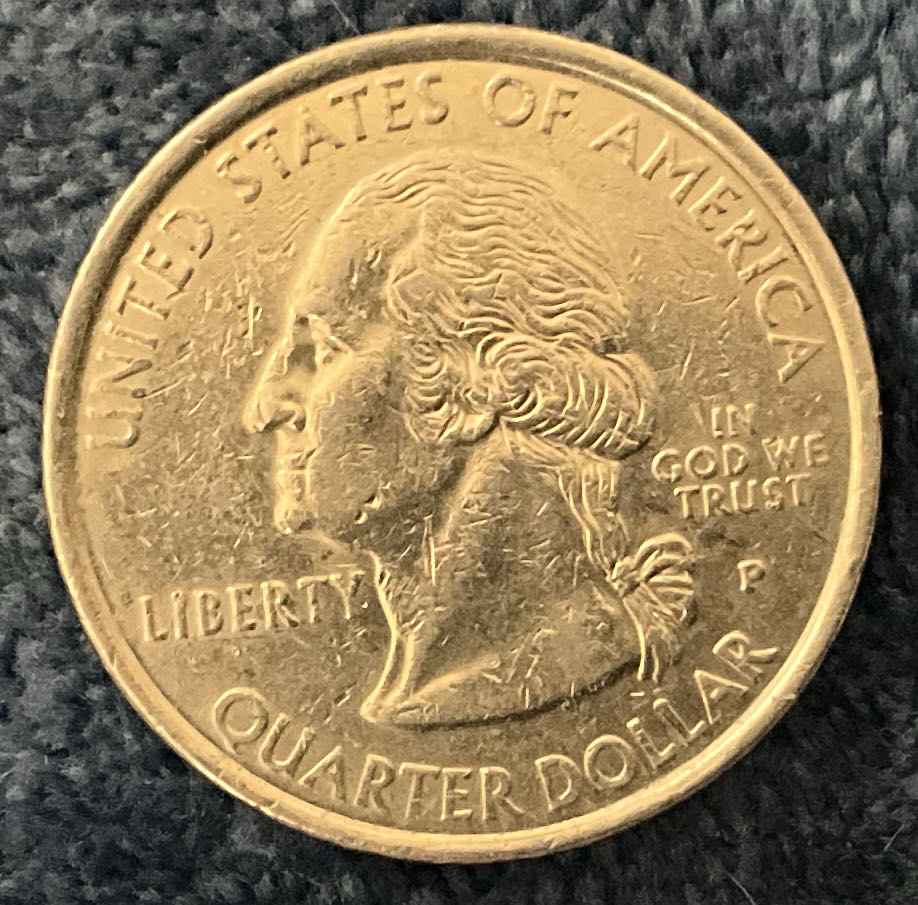 UNITED STATES OF AMERICA
IN
GOD WE
TRUST
P
LIBERTY
QUARTER DOLLAR